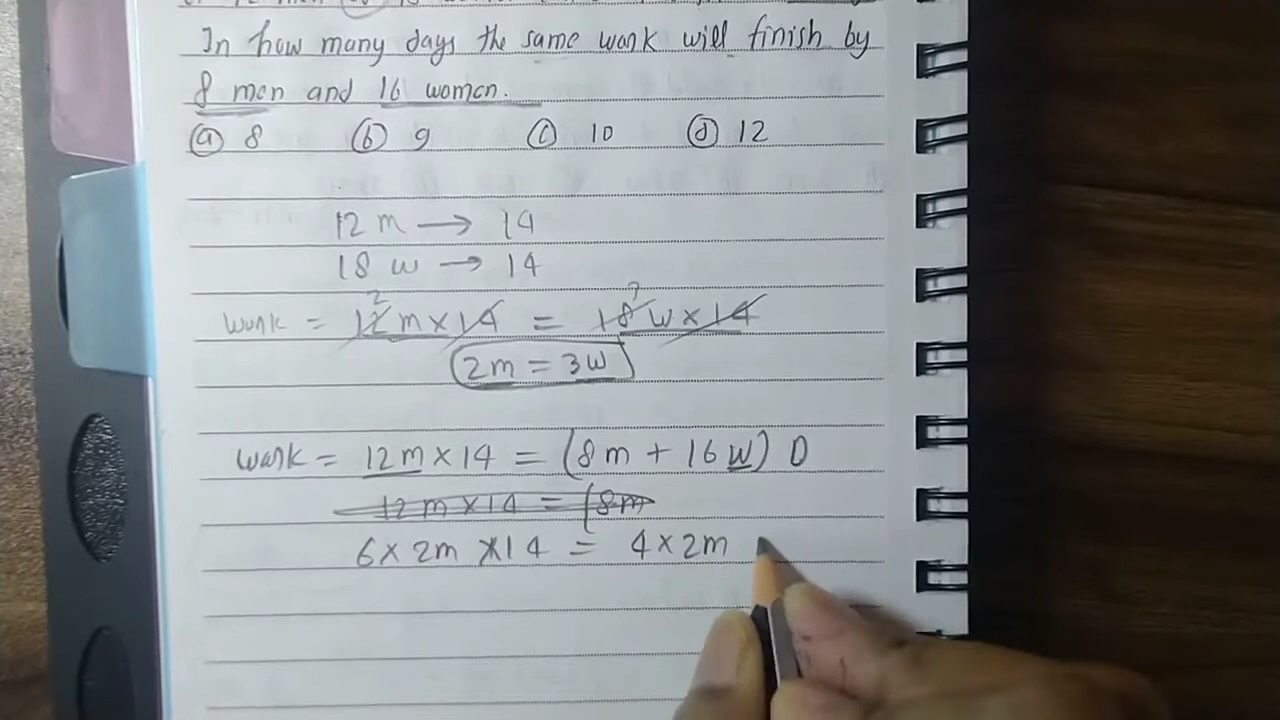 In how many days the same work will finish by
8 men and 16 women.
(a) 8 (b) 9 (c) 10 (d) 12
12 m → 14
18 w → 14
2
work = 12 m × 14 = 18 w × 14
2m = 3w
work = 12m × 14 = (8m + 16 w) D
12 m × 14 = (8m
6 × 2m × 14 = 4 × 2m